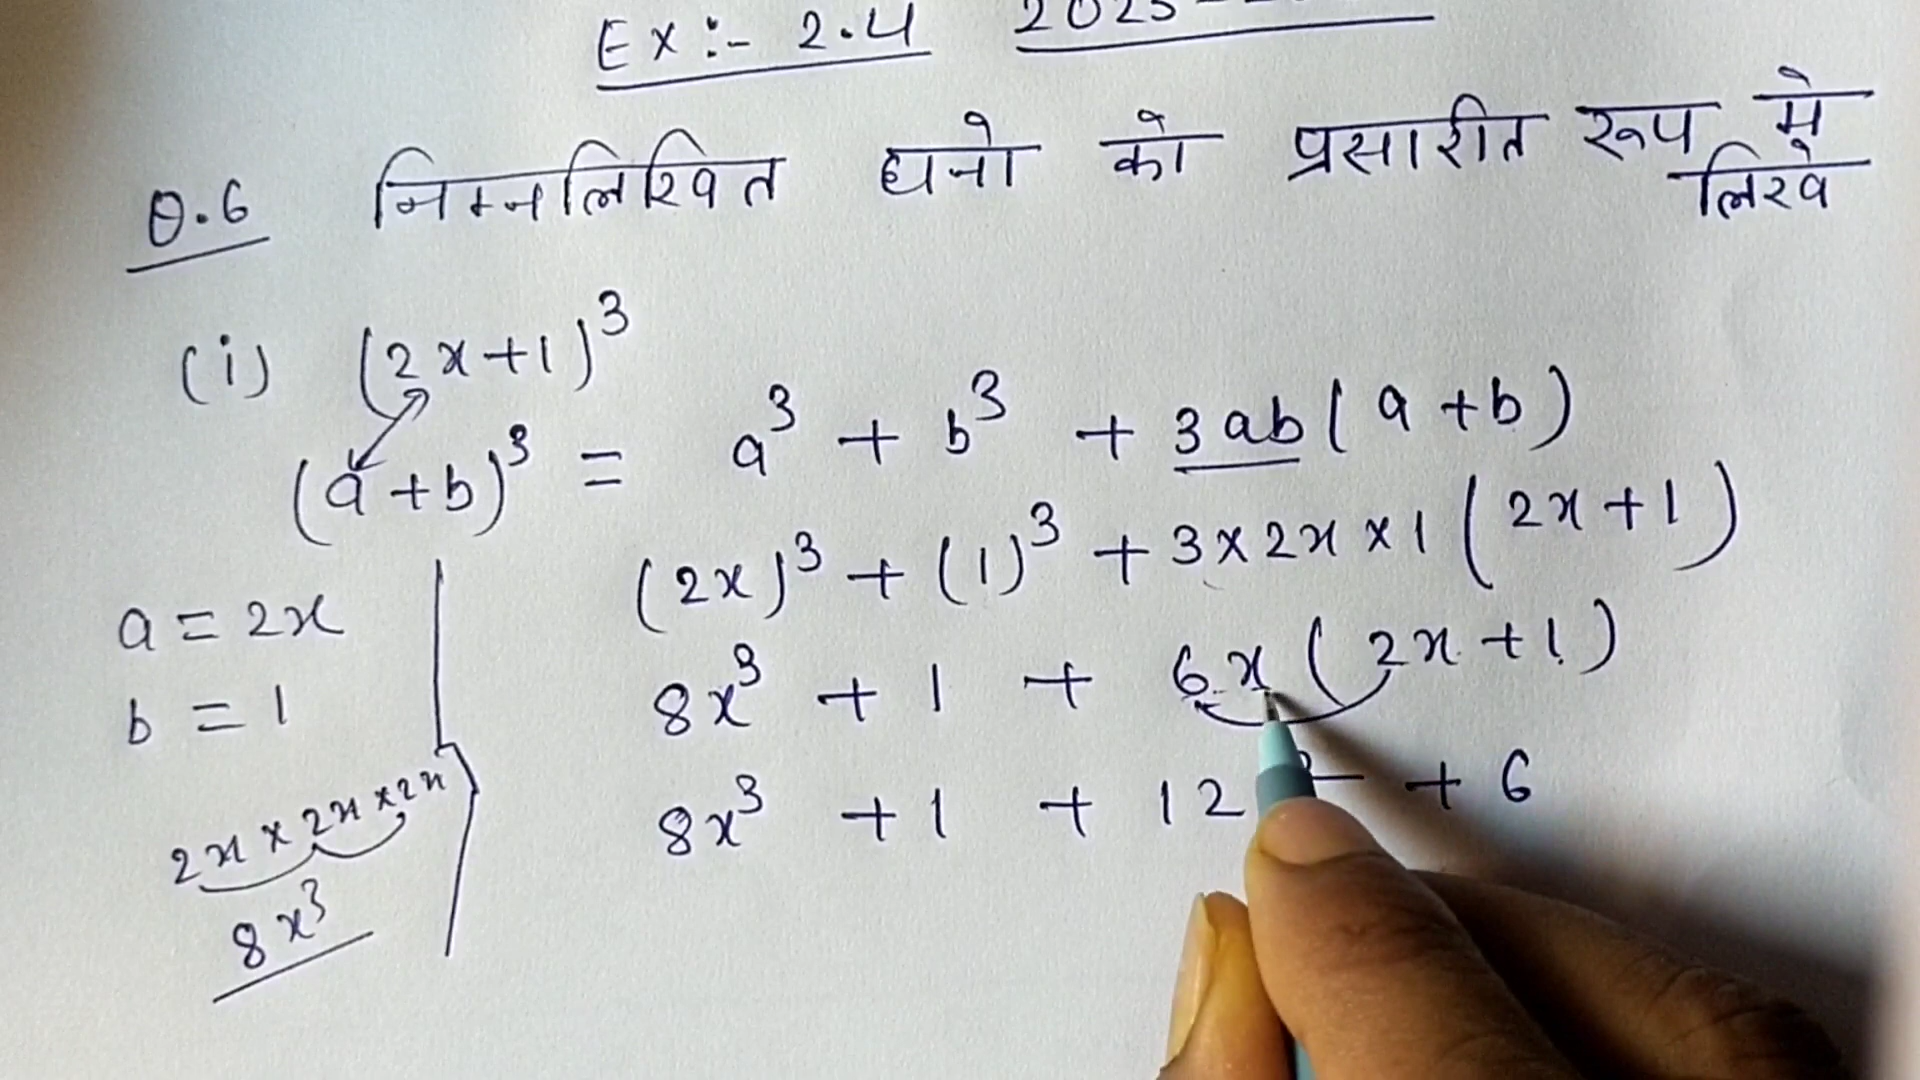 Ex:- 2.4
Q.6 निम्नलिखित घनो को प्रसारीत रूप मे लिखे
(i) (2x+1)³
(a+b)³ = a³ + b³ + 3ab(a+b)
(2x)³ + (1)³ + 3×2x×1(2x+1)
a = 2x
8x³ + 1 + 6x(2x+1)
b = 1
2x × 2x × 2x
8x³ + 1 + 12 + 6
8x³